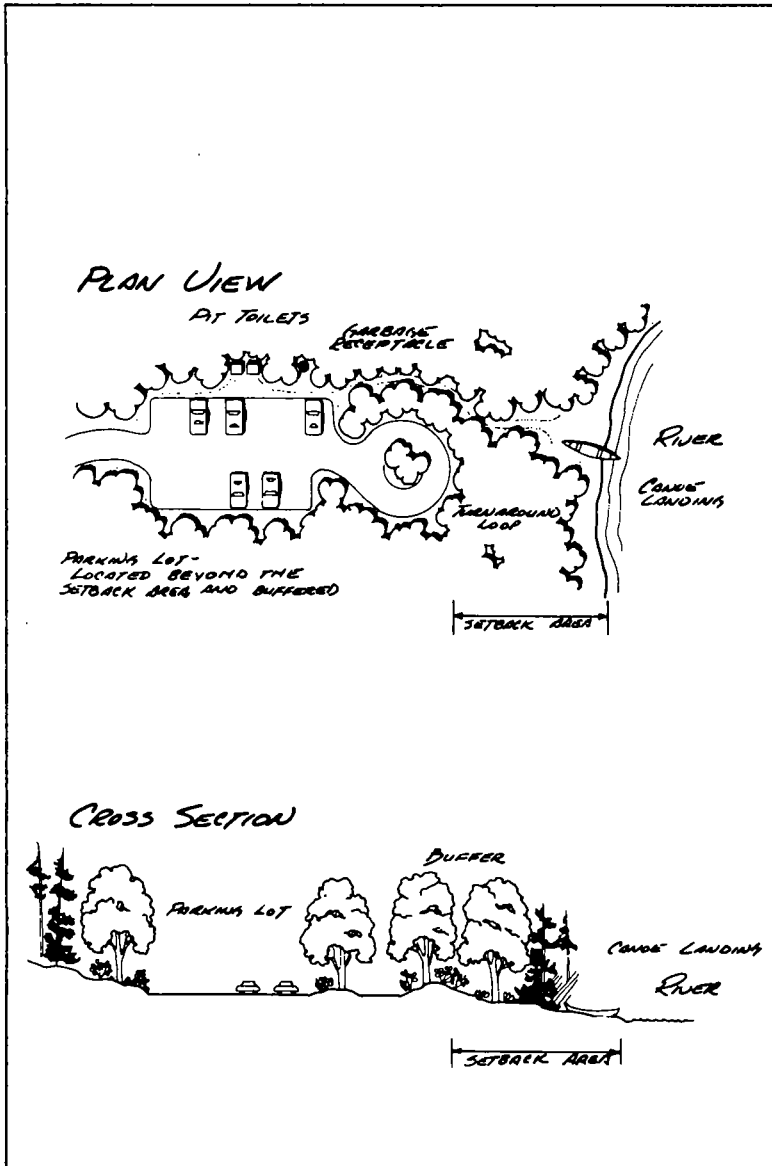 PLAN VIEW
PIT TOILETS
GARBAGE
RECEPTACLE
RIVER
CANOE
LANDING
TURNAROUND
LOOP
PARKING LOT-
LOCATED BEYOND THE
SETBACK AREA AND BUFFERED
SETBACK AREA
CROSS SECTION
BUFFER
PARKING LOT
CANOE LANDING
RIVER
SETBACK AREA